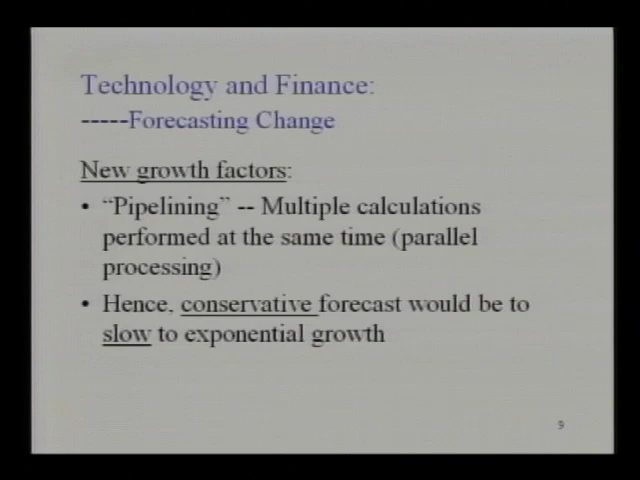 Technology and Finance:
-----Forecasting Change
New growth factors:
• “Pipelining” -- Multiple calculations
performed at the same time (parallel
processing)
• Hence, conservative forecast would be to
slow to exponential growth
9